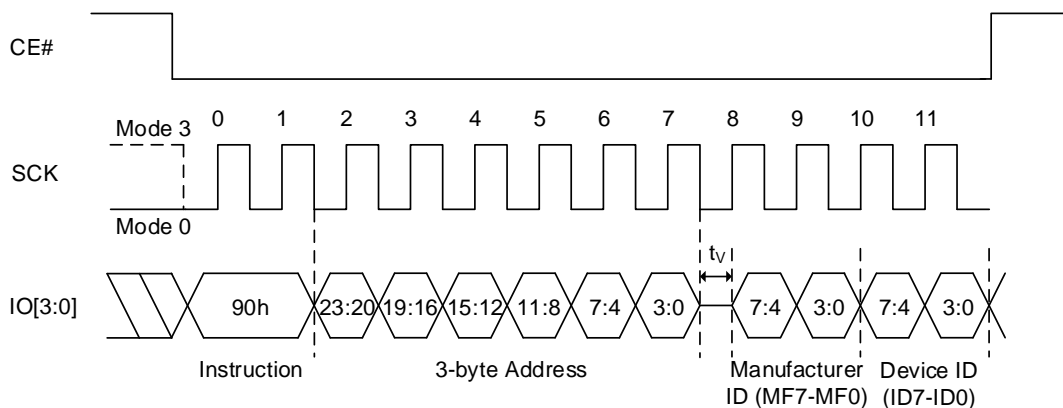 CE#
0 1 2 3 4 5 6 7 8 9 10 11
Mode 3
SCK
Mode 0
tV
IO[3:0]
90h 23:20 19:16 15:12 11:8 7:4 3:0 7:4 3:0 7:4 3:0
Instruction 3-byte Address Manufacturer Device ID
ID (MF7-MF0) (ID7-ID0)